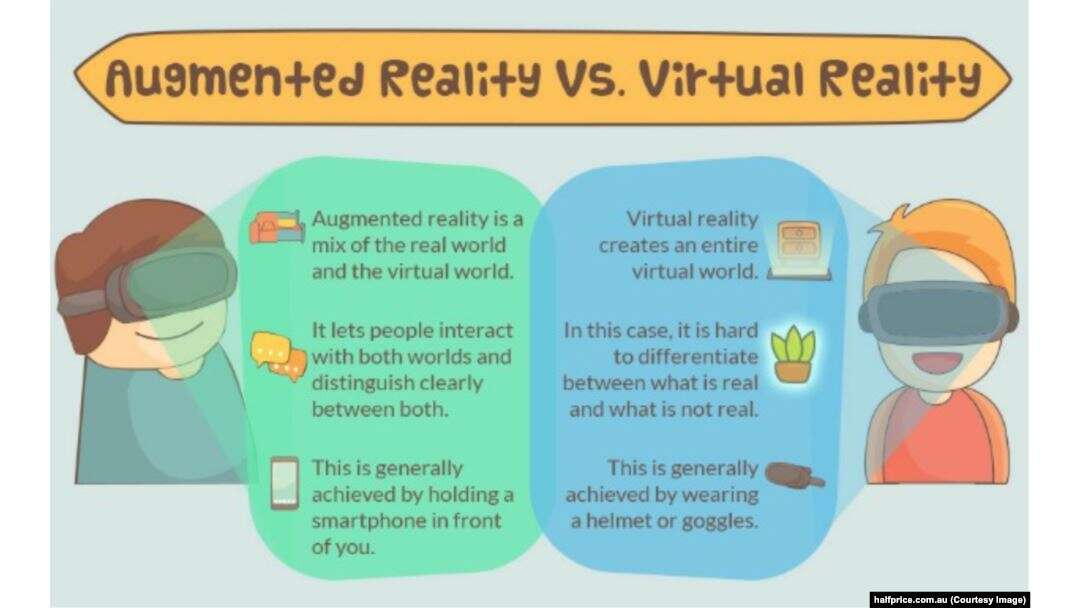 Augmented Reality Vs. Virtual Reality
Augmented reality is a
mix of the real world
and the virtual world.
It lets people interact
with both worlds and
distinguish clearly
between both.
This is generally
achieved by holding a
smartphone in front
of you.
Virtual reality
creates an entire
virtual world.
In this case, it is hard
to differentiate
between what is real
and what is not real.
This is generally
achieved by wearing
a helmet or goggles.
halfprice.com.au (Courtesy Image)